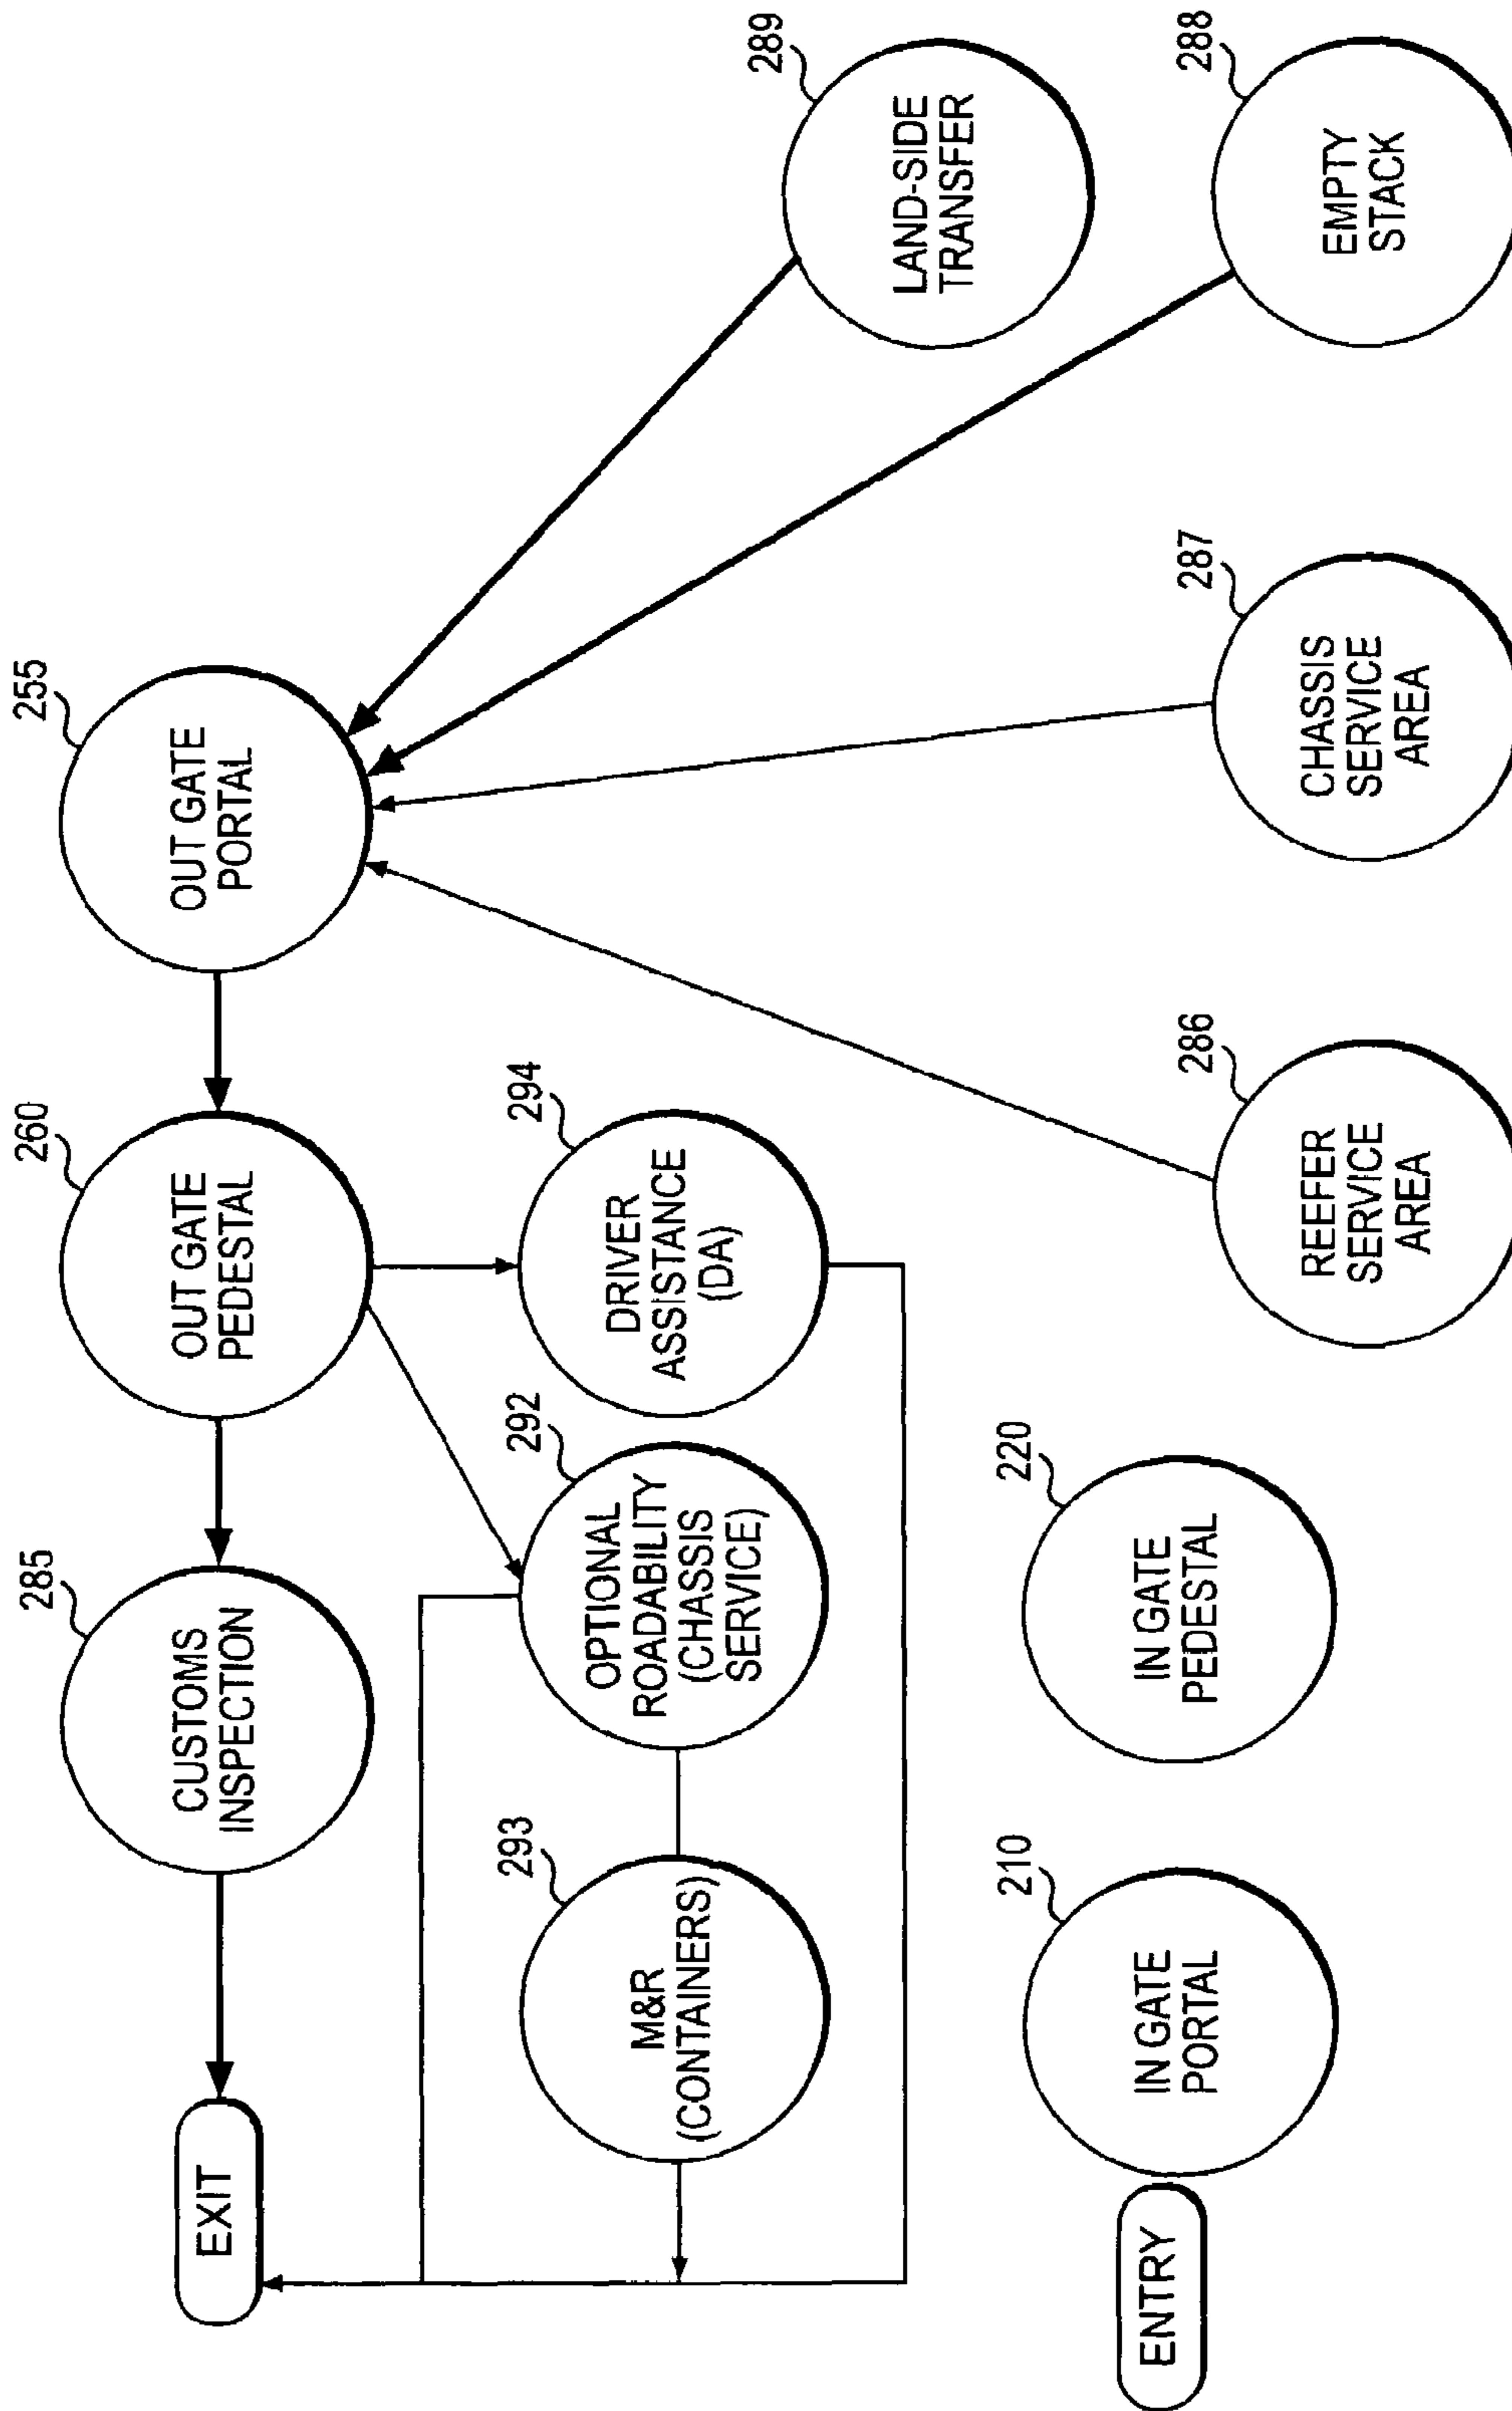 EXIT
285
CUSTOMS
INSPECTION
260
OUT GATE
PEDESTAL
255
OUT GATE
PORTAL
293
M&R
(CONTAINERS)
292
OPTIONAL
ROADABILITY
(CHASSIS
SERVICE)
294
DRIVER
ASSISTANCE
(DA)
289
LAND-SIDE
TRANSFER
ENTRY
210
IN GATE
PORTAL
220
IN GATE
PEDESTAL
286
REEFER
SERVICE
AREA
287
CHASSIS
SERVICE
AREA
288
EMPTY
STACK